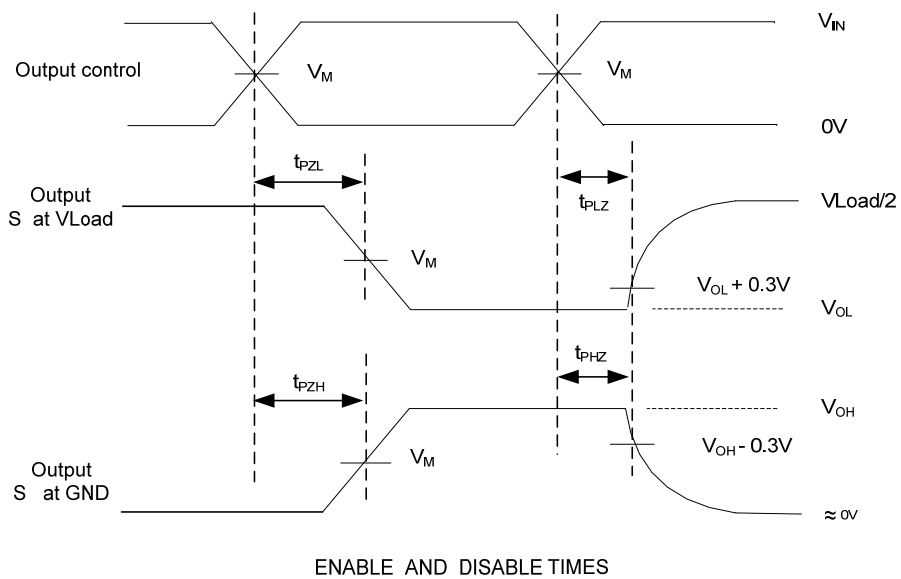 V_IN
Output control
V_M
V_M
0V
t_PZL
Output
S at VLoad
t_PLZ
VLoad/2
V_M
V_OL + 0.3V
V_OL
t_PHZ
t_PZH
V_OH
V_OH - 0.3V
V_M
Output
S at GND
≈ 0V
ENABLE AND DISABLE TIMES